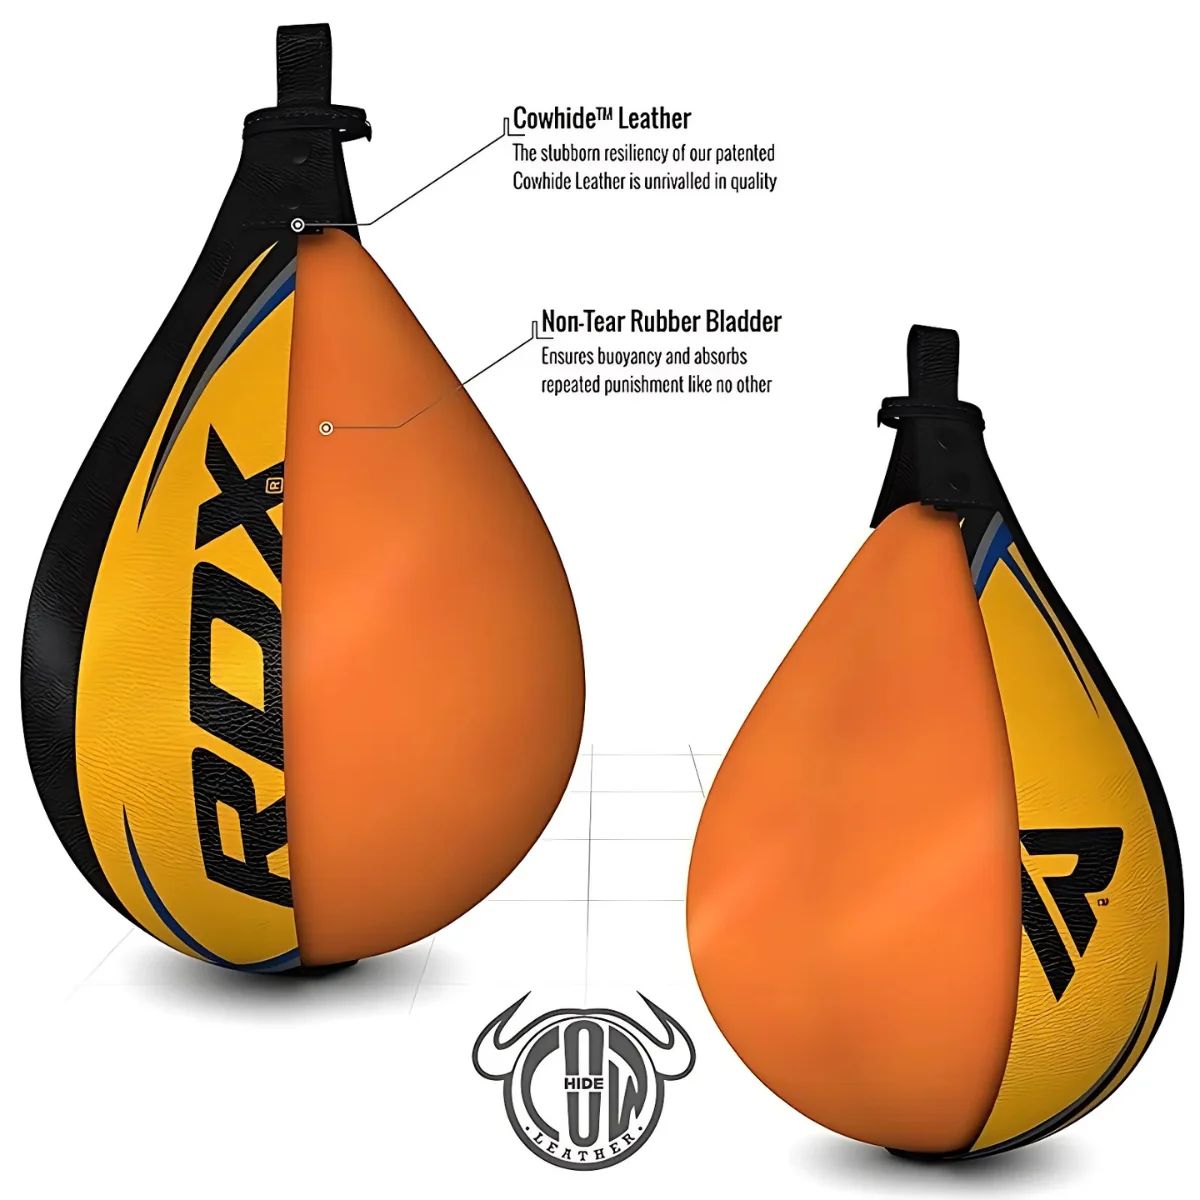 Cowhide™ Leather
The stubborn resiliency of our patented
Cowhide Leather is unrivalled in quality
Non-Tear Rubber Bladder
Ensures buoyancy and absorbs
repeated punishment like no other
RDX®
™
COW
HIDE
· LEATHER ·